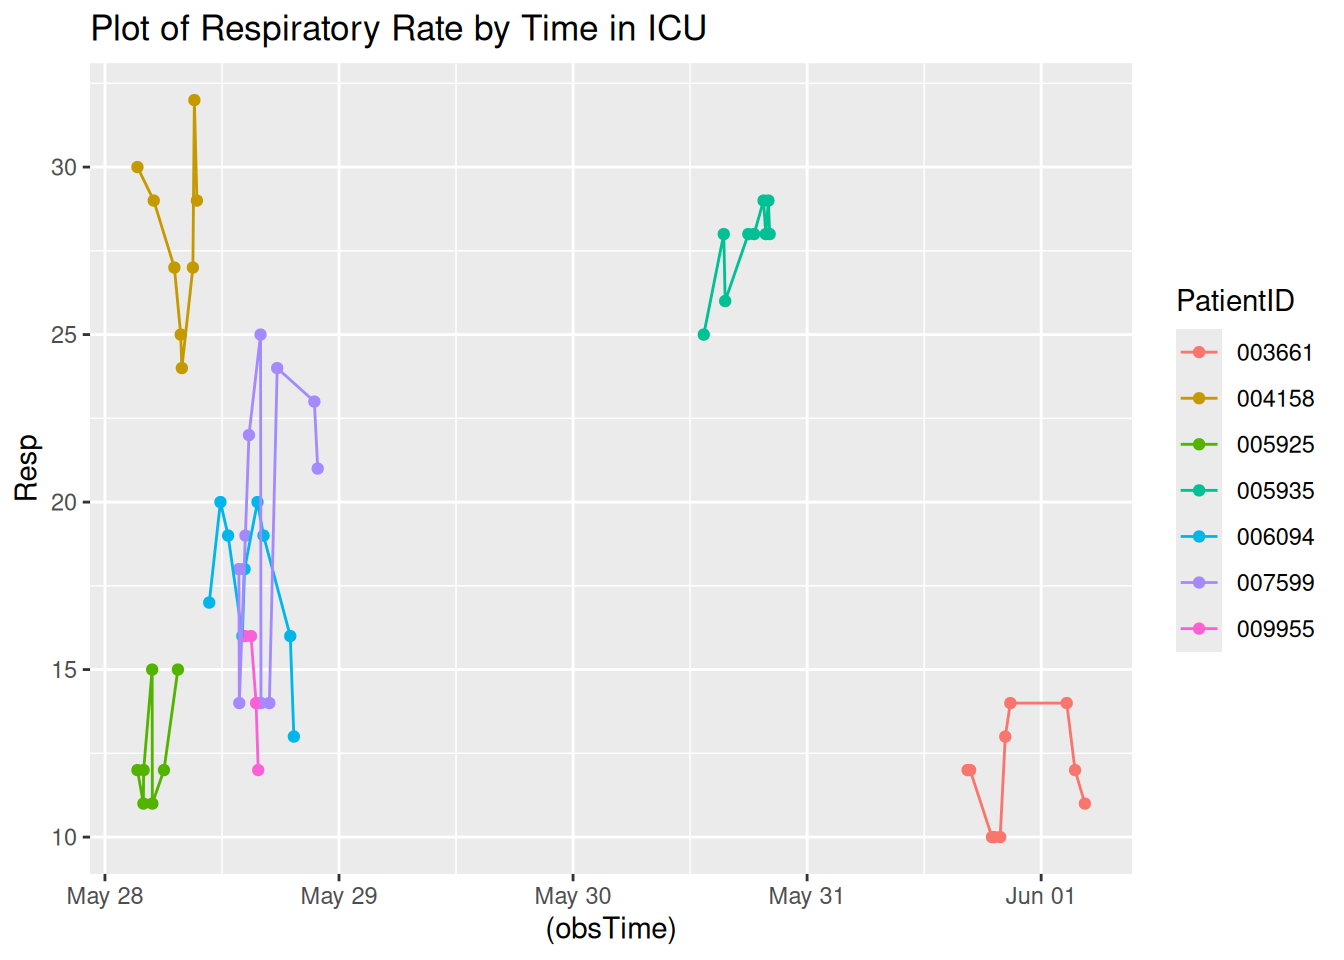 Plot of Respiratory Rate by Time in ICU
30
25
20
15
10
Resp
May 28
May 29
May 30
May 31
Jun 01
(obsTime)
PatientID
003661
004158
005925
005935
006094
007599
009955